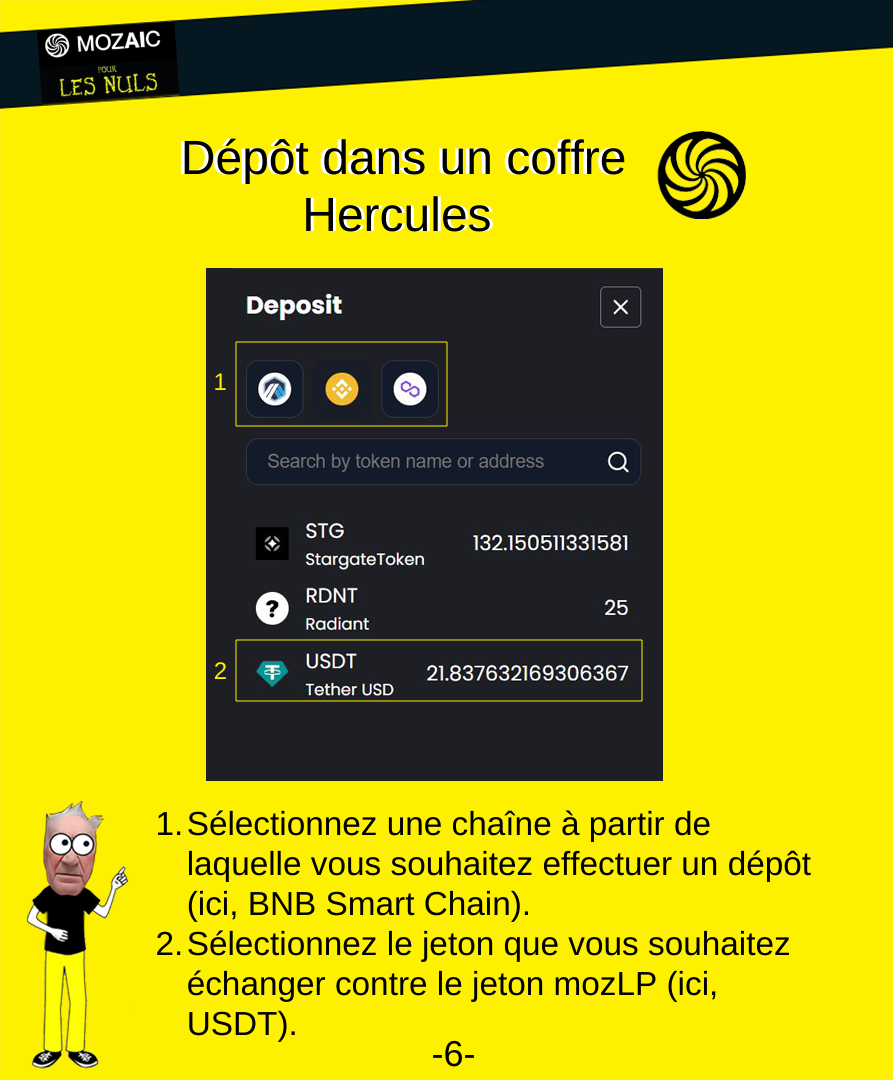 MOZAIC
POUR
LES NULS
Dépôt dans un coffre
Hercules
Deposit
1
Search by token name or address
STG
132.150511331581
StargateToken
?
RDNT
25
Radiant
2
USDT
21.837632169306367
Tether USD
1. Sélectionnez une chaîne à partir de
laquelle vous souhaitez effectuer un dépôt
(ici, BNB Smart Chain).
2. Sélectionnez le jeton que vous souhaitez
échanger contre le jeton mozLP (ici,
USDT).
-6-